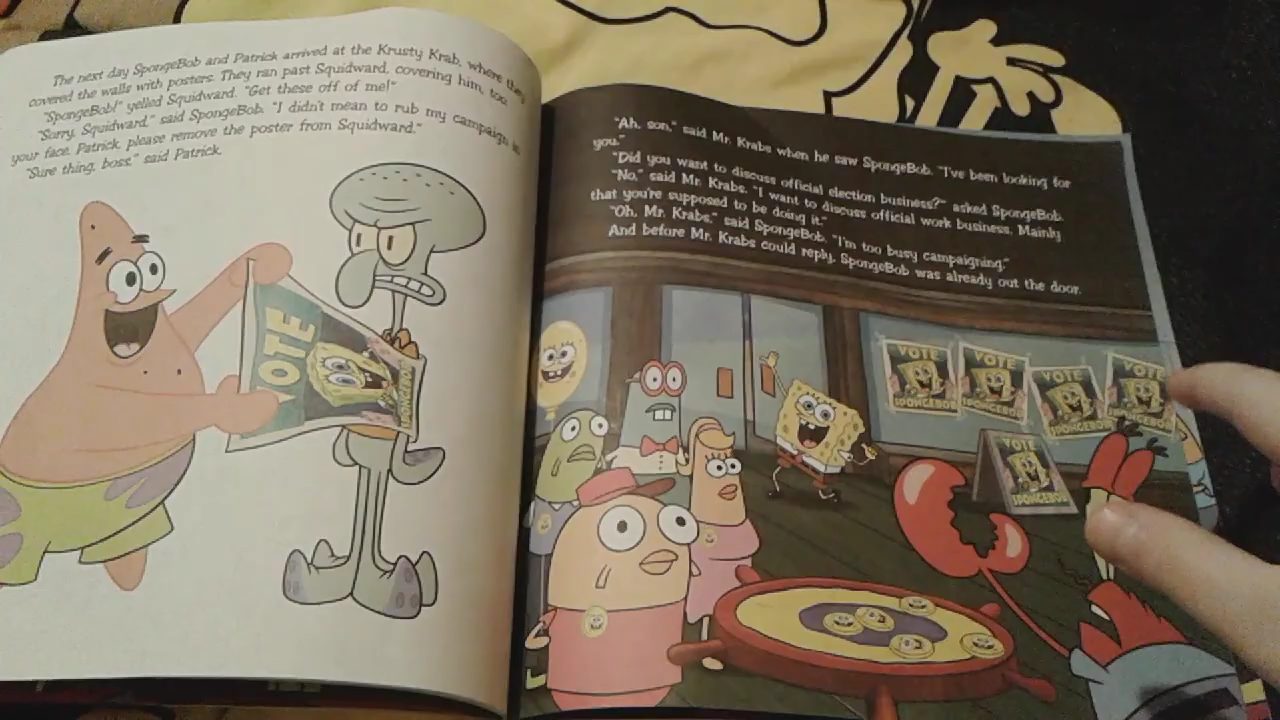 The next day SpongeBob and Patrick arrived at the Krusty Krab, where they
covered the walls with posters. They ran past Squidward, covering him, too.
"SpongeBob!" yelled Squidward. "Get these off of me!"
"Sorry, Squidward," said SpongeBob. "I didn't mean to rub my campaign in
your face. Patrick, please remove the poster from Squidward."
"Sure thing, boss," said Patrick.
VOTE
"Ah, son," said Mr. Krabs when he saw SpongeBob. "I've been looking for
you."
"Did you want to discuss official election business?" asked SpongeBob.
"No," said Mr. Krabs. "I want to discuss official work business. Mainly
that you're supposed to be doing it."
"Oh, Mr. Krabs," said SpongeBob. "I'm too busy campaigning."
And before Mr. Krabs could reply, SpongeBob was already out the door.
VOTE
SPONGEBOB
VOTE
SPONGEBOB
VOTE
SPONGEBOB
VOTE
SPONGEBOB
VOTE
SPONGEBOB